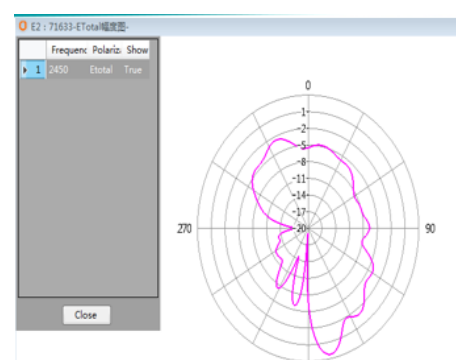 E2：71633-ETotal幅度图-
Frequenc Polariz Show
1 2450 Etotal True
Close
0
-1
-2
-5
-8
-11
-14
-17
-20
270
90